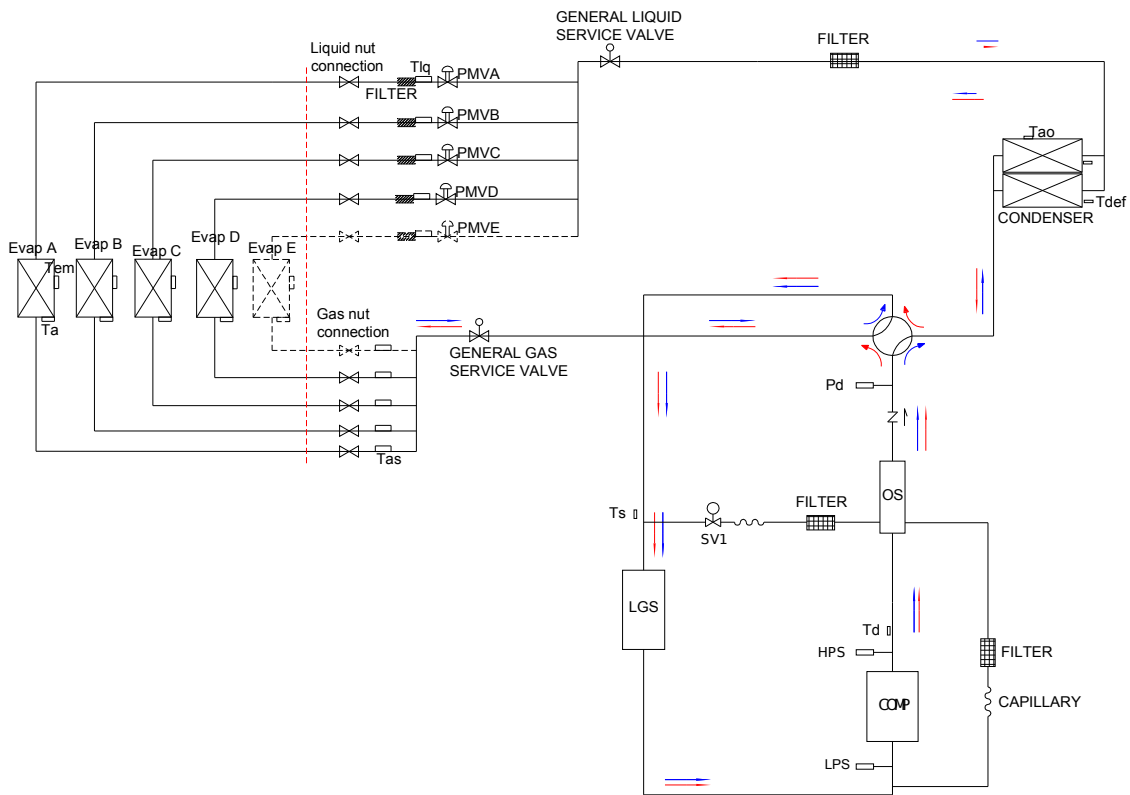 GENERAL LIQUID
SERVICE VALVE
FILTER
Liquid nut
connection
Tlq
PMVA
FILTER
PMVB
PMVC
PMVD
PMVE
Tao
Tdef
CONDENSER
Evap A
Evap B
Evap C
Evap D
Evap E
Tem
Ta
Gas nut
connection
GENERAL GAS
SERVICE VALVE
Pd
Tas
OS
FILTER
Ts
SV1
LGS
Td
HPS
FILTER
COMP
CAPILLARY
LPS